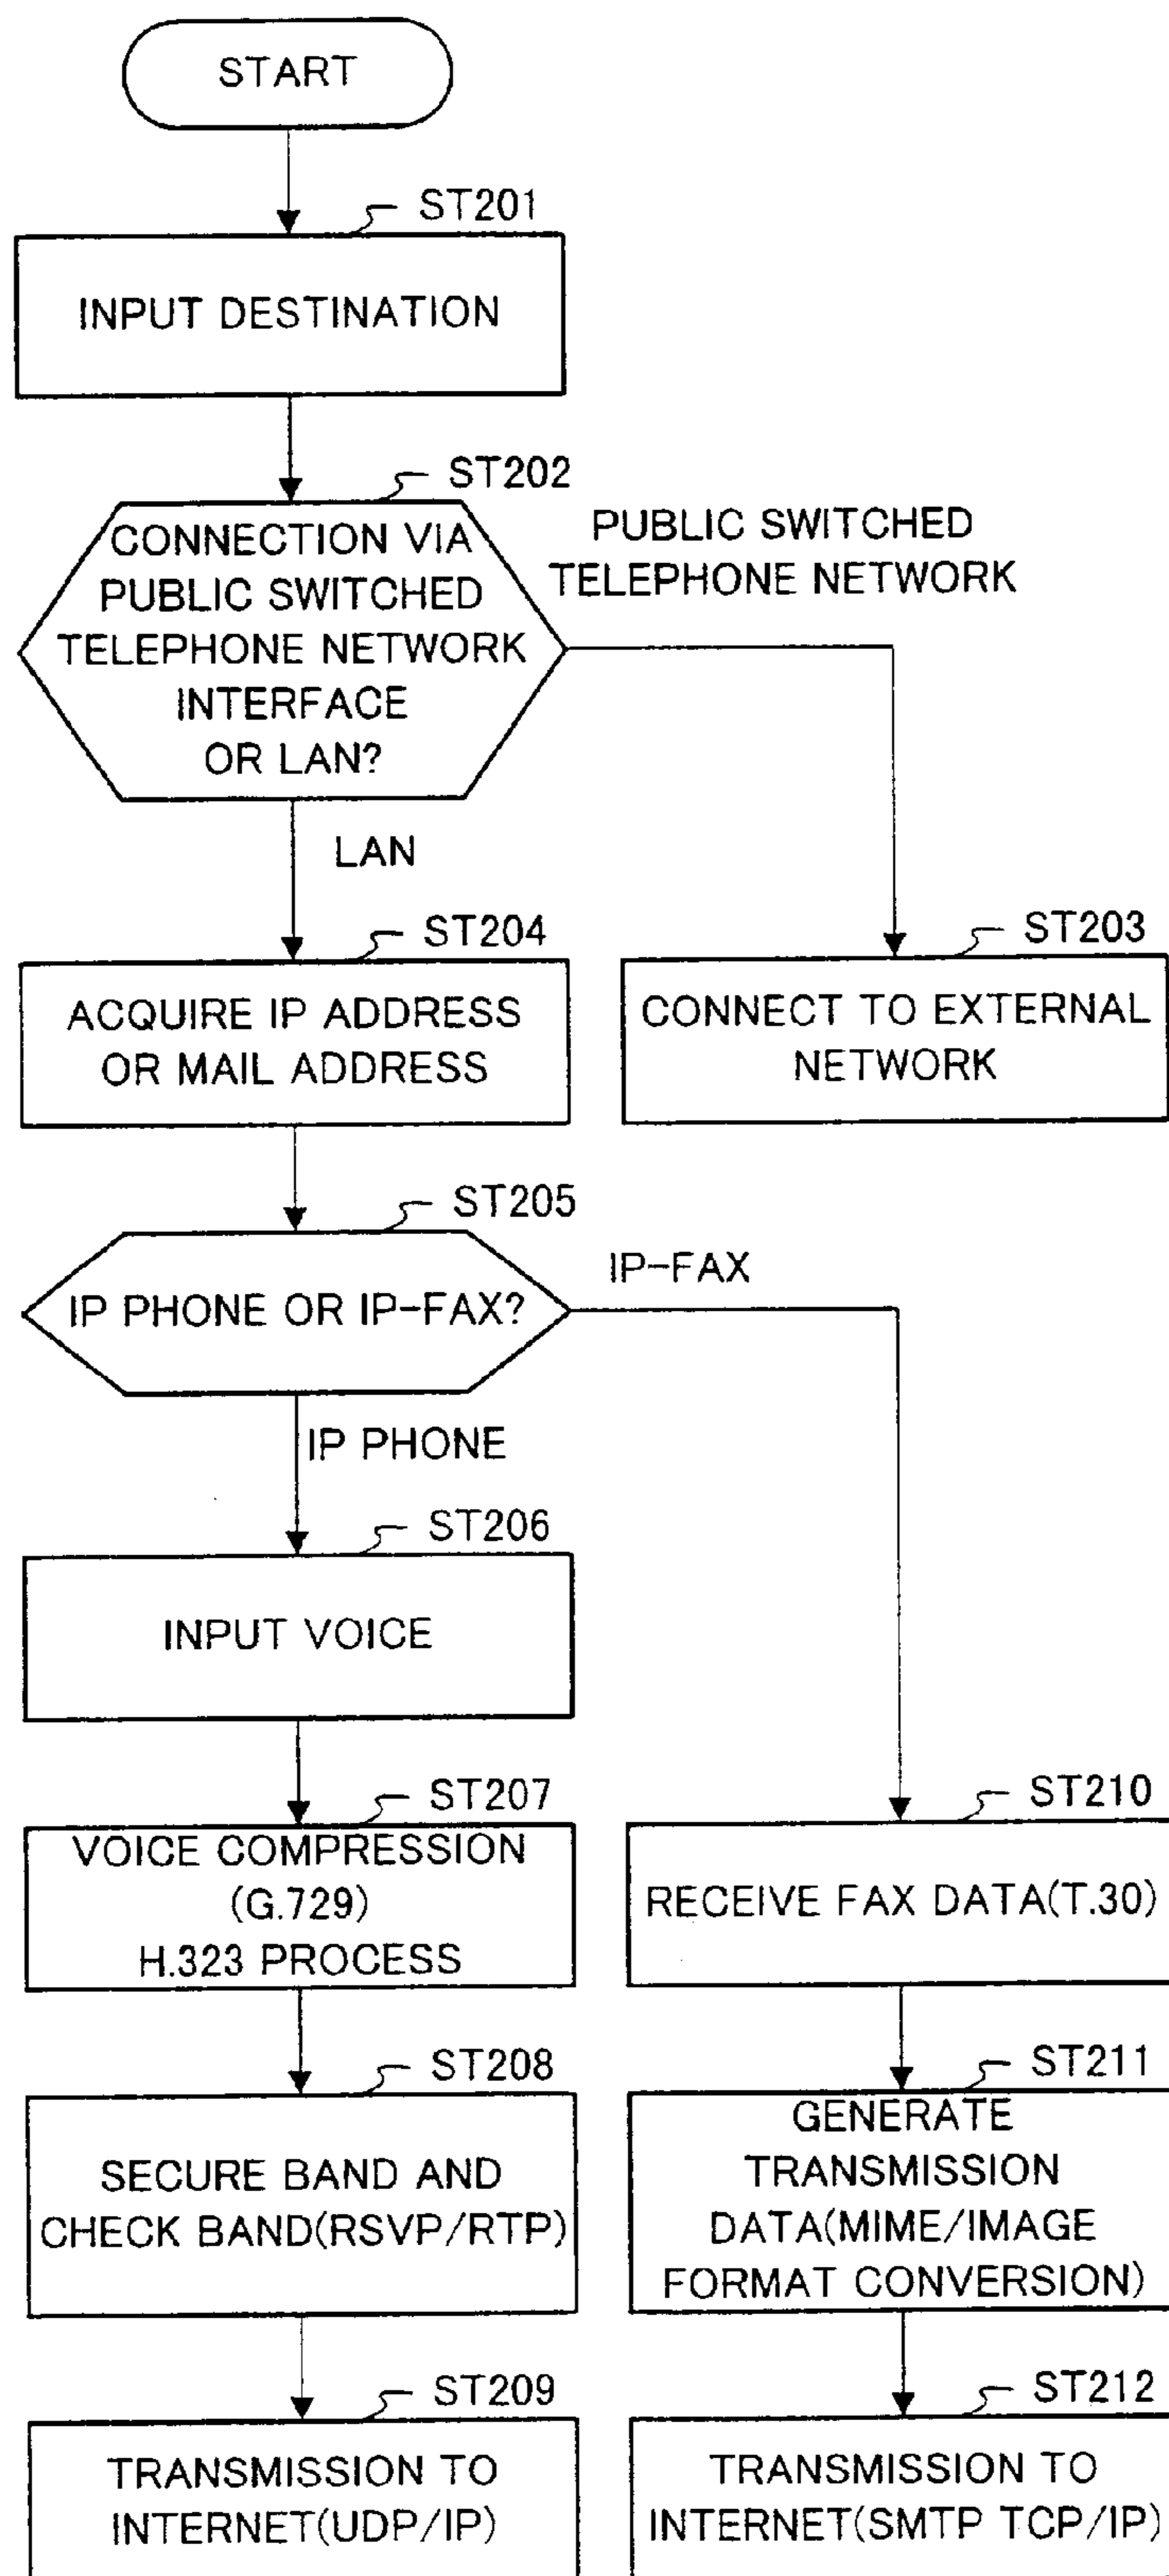 START
ST201
INPUT DESTINATION
ST202
CONNECTION VIA
PUBLIC SWITCHED
TELEPHONE NETWORK
INTERFACE
OR LAN?
PUBLIC SWITCHED
TELEPHONE NETWORK
LAN
ST204
ACQUIRE IP ADDRESS
OR MAIL ADDRESS
ST203
CONNECT TO EXTERNAL
NETWORK
ST205
IP PHONE OR IP-FAX?
IP-FAX
IP PHONE
ST206
INPUT VOICE
ST207
VOICE COMPRESSION
(G.729)
H.323 PROCESS
ST210
RECEIVE FAX DATA(T.30)
ST208
SECURE BAND AND
CHECK BAND(RSVP/RTP)
ST211
GENERATE
TRANSMISSION
DATA(MIME/IMAGE
FORMAT CONVERSION)
ST209
TRANSMISSION TO
INTERNET(UDP/IP)
ST212
TRANSMISSION TO
INTERNET(SMTP TCP/IP)